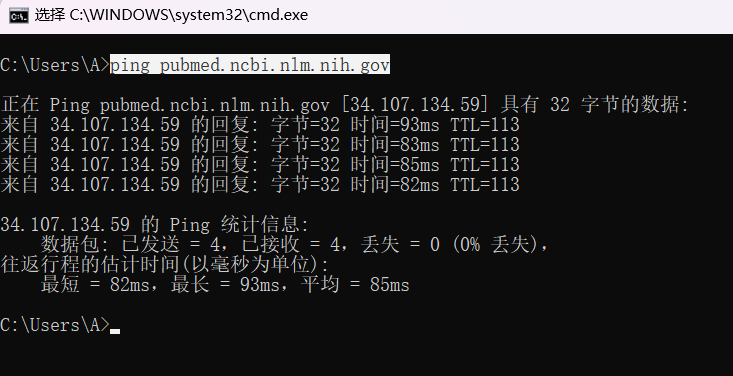 选择 C:\WINDOWS\system32\cmd.exe
C:\Users\A>ping pubmed.ncbi.nlm.nih.gov
正在 Ping pubmed.ncbi.nlm.nih.gov [34.107.134.59] 具有 32 字节的数据:
来自 34.107.134.59 的回复: 字节=32 时间=93ms TTL=113
来自 34.107.134.59 的回复: 字节=32 时间=83ms TTL=113
来自 34.107.134.59 的回复: 字节=32 时间=85ms TTL=113
来自 34.107.134.59 的回复: 字节=32 时间=82ms TTL=113
34.107.134.59 的 Ping 统计信息:
数据包: 已发送 = 4，已接收 = 4，丢失 = 0 (0% 丢失)，
往返行程的估计时间(以毫秒为单位):
最短 = 82ms，最长 = 93ms，平均 = 85ms
C:\Users\A>